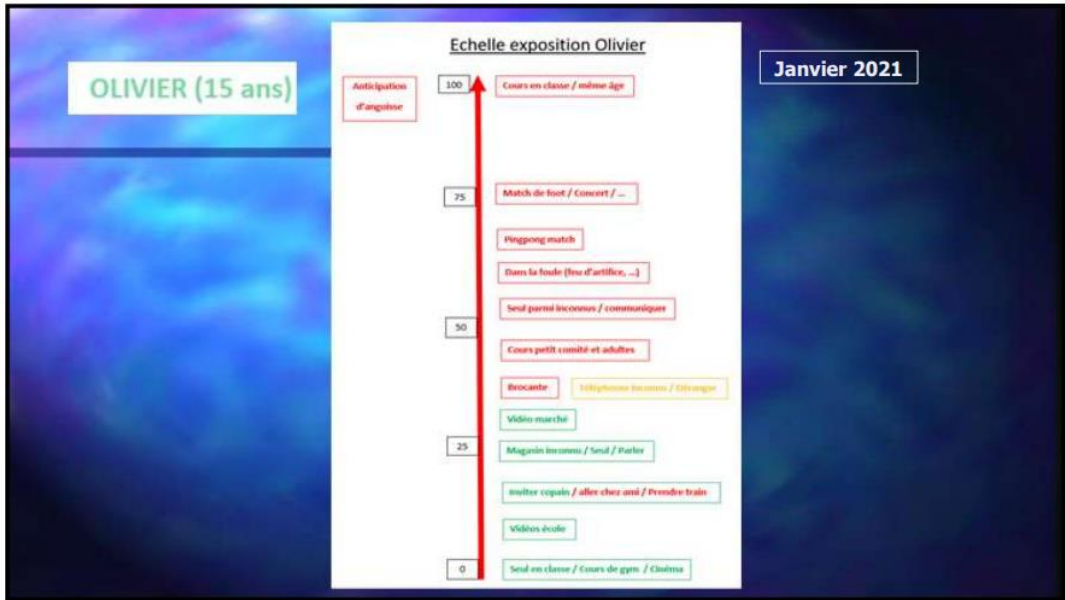 OLIVIER (15 ans)
Janvier 2021
Echelle exposition Olivier
Anticipation
d'angoisse
100
Cours en classe / même âge
75
Match de foot / Concert / ...
Pingpong match
Dans la foule (feu d'artifice, ...)
Seul parmi inconnus / communiquer
50
Cours petit comité et adultes
Brocante
Téléphoner inconnu / Déranger
Vidéo marché
25
Magasin inconnu / Seul / Parler
Inviter copain / aller chez ami / Prendre train
Vidéos école
0
Seul en classe / Cours de gym / Cinéma